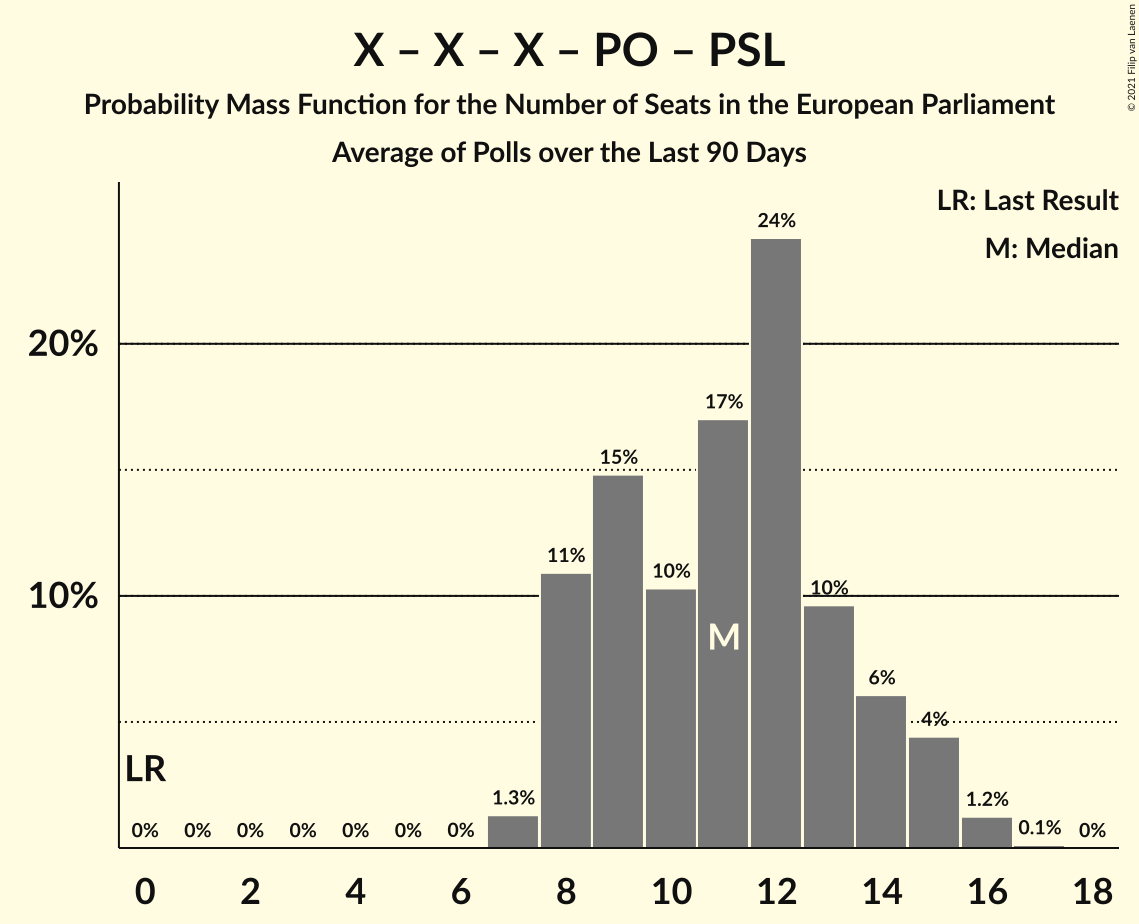 X – X – X – PO – PSL
Probability Mass Function for the Number of Seats in the European Parliament
Average of Polls over the Last 90 Days
© 2021 Filip van Laenen
LR: Last Result
M: Median
24%
20%
17%
15%
11%
10%
10%
10%
M
6%
4%
LR
1.3%
1.2%
0% 0% 0% 0% 0% 0% 0% 0.1% 0%
0 2 4 6 8 10 12 14 16 18